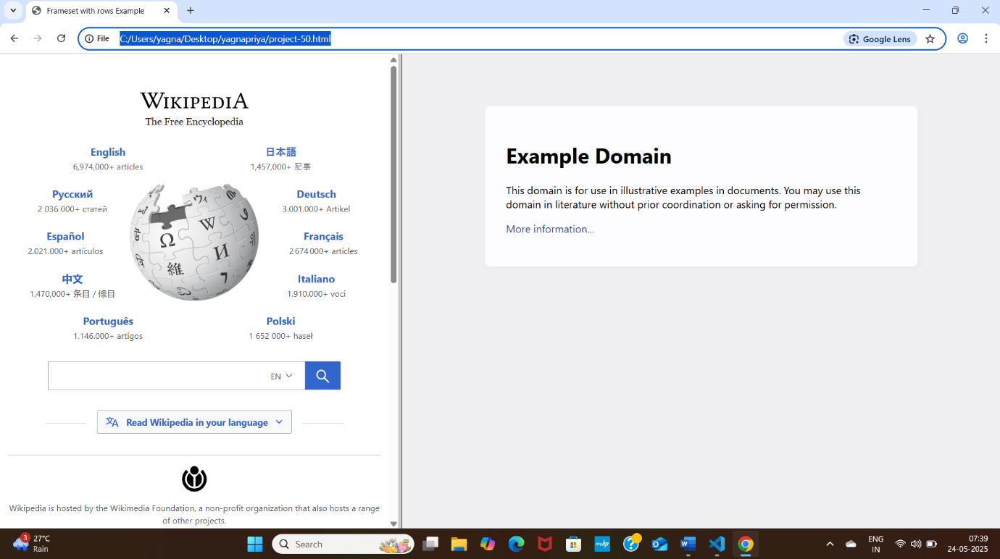 Frameset with rows Example
File
C:/Users/yagna/Desktop/yagnapriya/project-50.html
Google Lens
WIKIPEDIA
The Free Encyclopedia
English
6,974,000+ articles
日本語
1,457,000+ 記事
Русский
2 036 000+ статей
Deutsch
3.001.000+ Artikel
Español
2.021.000+ artículos
Français
2 674 000+ articles
中文
1,470,000+ 条目 / 條目
Italiano
1.910.000+ voci
Português
1.146.000+ artigos
Polski
1 652 000+ haseł
Ω
W
И
維
ウィ
EN
Read Wikipedia in your language
Wikipedia is hosted by the Wikimedia Foundation, a non-profit organization that also hosts a range
of other projects.
Example Domain
This domain is for use in illustrative examples in documents. You may use this
domain in literature without prior coordination or asking for permission.
More information...
3
27°C
Rain
Search
myhp
ENG
IN
07:39
24-05-2025